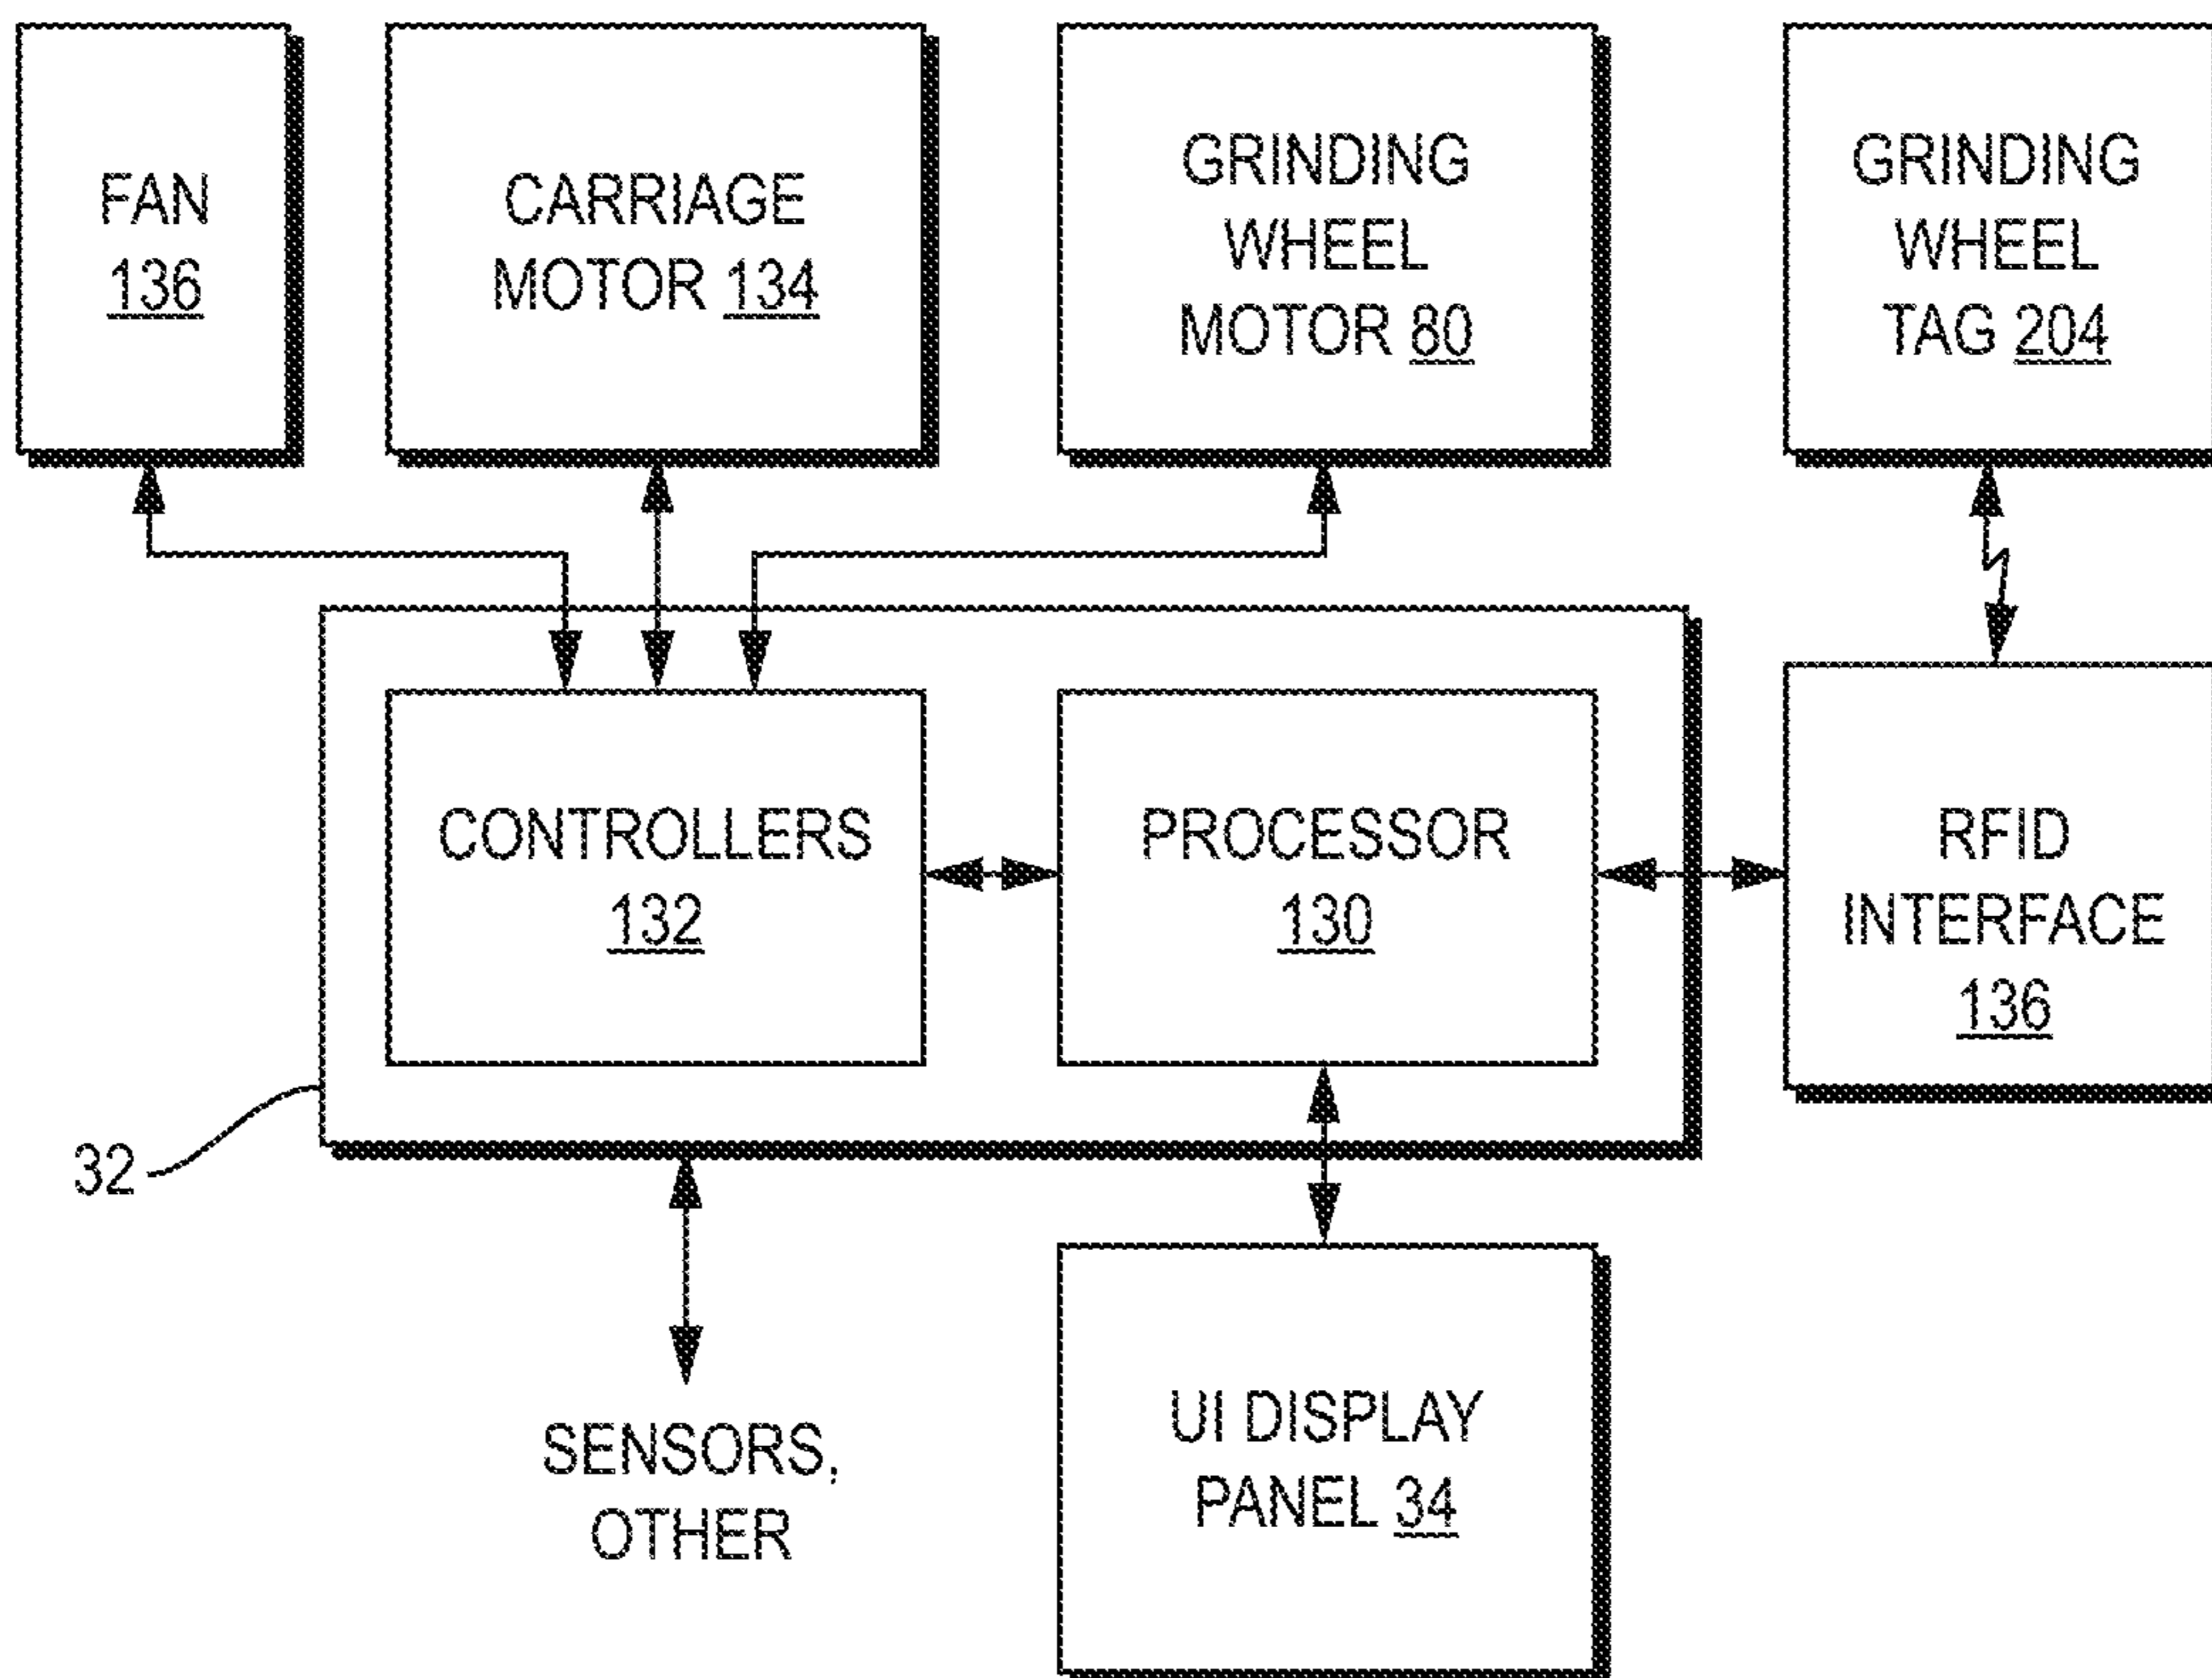 FAN
136
CARRIAGE
MOTOR 134
GRINDING
WHEEL
MOTOR 80
GRINDING
WHEEL
TAG 204
CONTROLLERS
132
PROCESSOR
130
RFID
INTERFACE
136
32
SENSORS,
OTHER
UI DISPLAY
PANEL 34